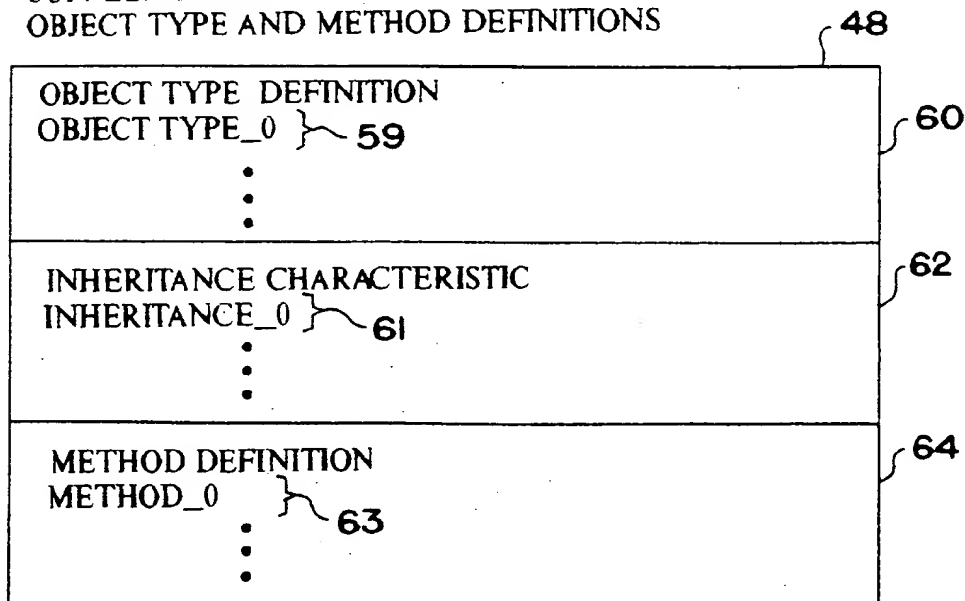 OBJECT TYPE AND METHOD DEFINITIONS
48
OBJECT TYPE DEFINITION
OBJECT TYPE_0
59
60
INHERITANCE CHARACTERISTIC
INHERITANCE_0
61
62
METHOD DEFINITION
METHOD_0
63
64